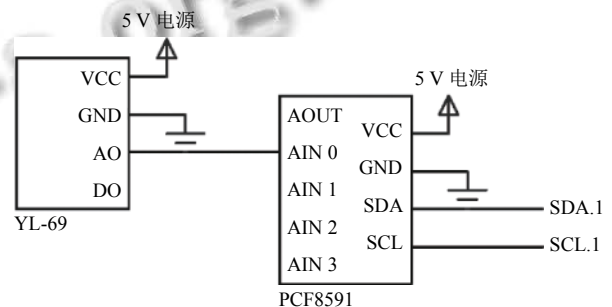 5 V 电源
VCC
GND
AO
DO
YL-69
5 V 电源
AOUT
AIN 0
AIN 1
AIN 2
AIN 3
VCC
GND
SDA
SCL
SDA.1
SCL.1
PCF8591